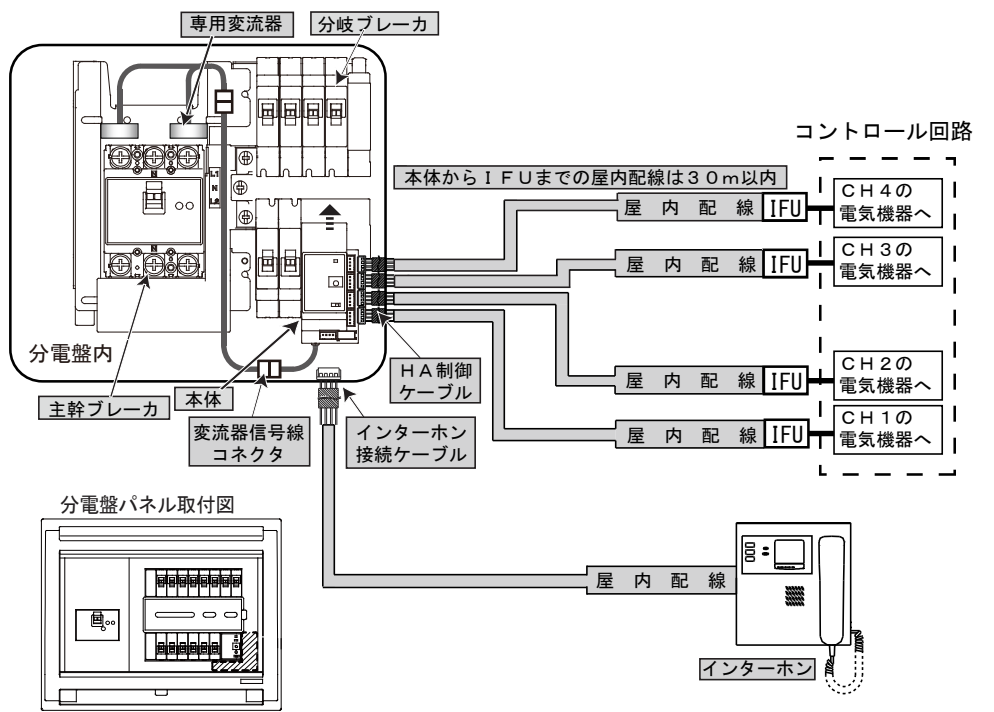 専用変流器
分岐ブレーカ
コントロール回路
本体からＩＦＵまでの屋内配線は３０ｍ以内
L1
N
L2
屋内配線 IFU
ＣＨ４の
電気機器へ
屋内配線 IFU
ＣＨ３の
電気機器へ
分電盤内
主幹ブレーカ
本体
変流器信号線
コネクタ
ＨＡ制御
ケーブル
インターホン
接続ケーブル
屋内配線 IFU
ＣＨ２の
電気機器へ
屋内配線 IFU
ＣＨ１の
電気機器へ
分電盤パネル取付図
屋内配線
インターホン